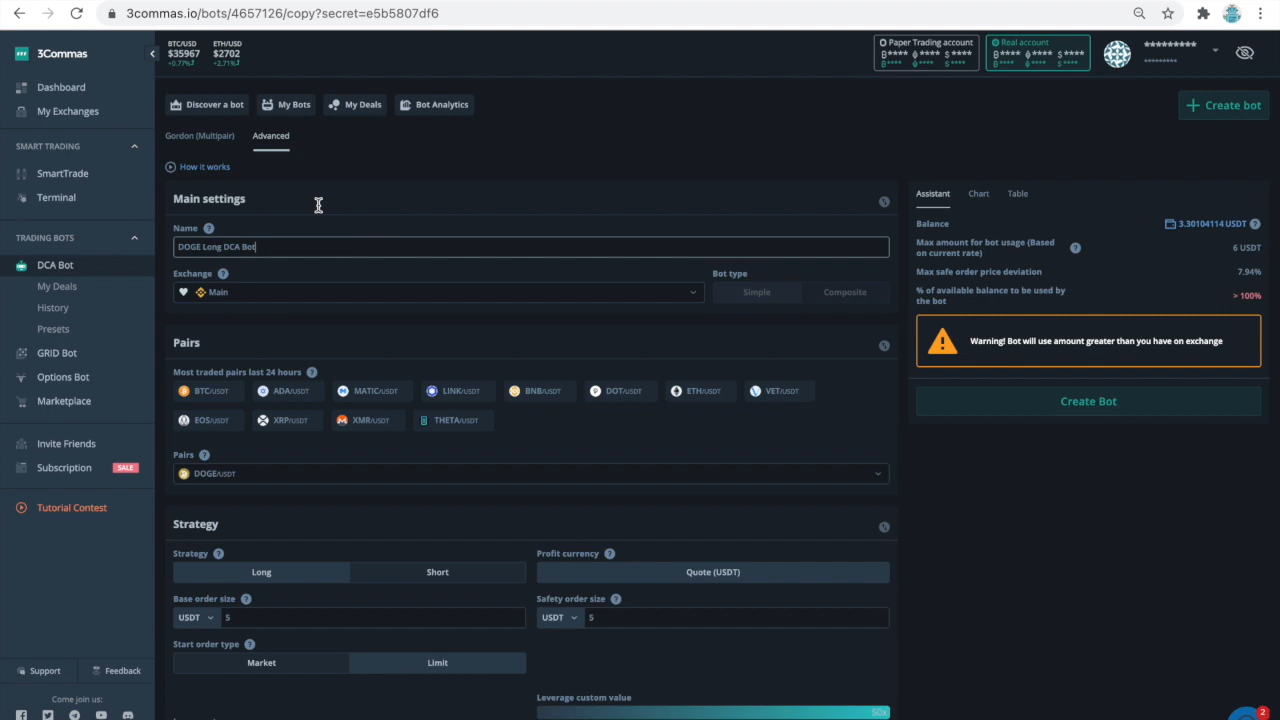 3commas.io/bots/4657126/copy?secret=e5b5807df6
3Commas
BTC/USD
$35967
+0,77%
ETH/USD
$2702
+2,71%
Paper Trading account
**** **** $****
**** **** $****
Real account
**** **** $****
**** **** $****
*********
*********
Dashboard
My Exchanges
SMART TRADING
SmartTrade
Terminal
TRADING BOTS
DCA Bot
My Deals
History
Presets
GRID Bot
Options Bot
Marketplace
Invite Friends
Subscription SALE
Tutorial Contest
Support Feedback
Come join us:
Discover a bot My Bots My Deals Bot Analytics
+ Create bot
Gordon (Multipair) Advanced
How it works
Main settings
Name ?
DOGE Long DCA Bot
Exchange ? Bot type
Main Simple Composite
Pairs
Most traded pairs last 24 hours ?
BTC/USDT ADA/USDT MATIC/USDT LINK/USDT BNB/USDT DOT/USDT ETH/USDT VET/USDT
EOS/USDT XRP/USDT XMR/USDT THETA/USDT
Pairs ?
DOGE/USDT
Strategy
Strategy ? Profit currency ?
Long Short Quote (USDT)
Base order size ? Safety order size ?
USDT 5 USDT 5
Start order type ?
Market Limit
Leverage custom value
50x
Assistant Chart Table
Balance 3.30104114 USDT ?
Max amount for bot usage (Based
on current rate) ? 6 USDT
Max safe order price deviation 7.94%
% of available balance to be used by
the bot > 100%
Warning! Bot will use amount greater than you have on exchange
Create Bot
2